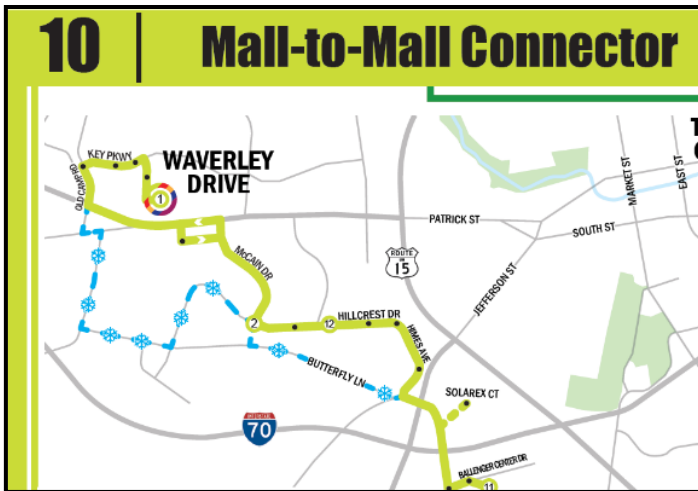 10 | Mall-to-Mall Connector
KEY PKWY
WAVERLEY
DRIVE
OLD CAMP RD
1
MARKET ST
EAST ST
PATRICK ST
SOUTH ST
McCAIN DR
ROUTE
15
JEFFERSON ST
2
12
HILLCREST DR
HIMES AVE
BUTTERFLY LN
SOLAREX CT
70
BALLENGER CENTER DR
11